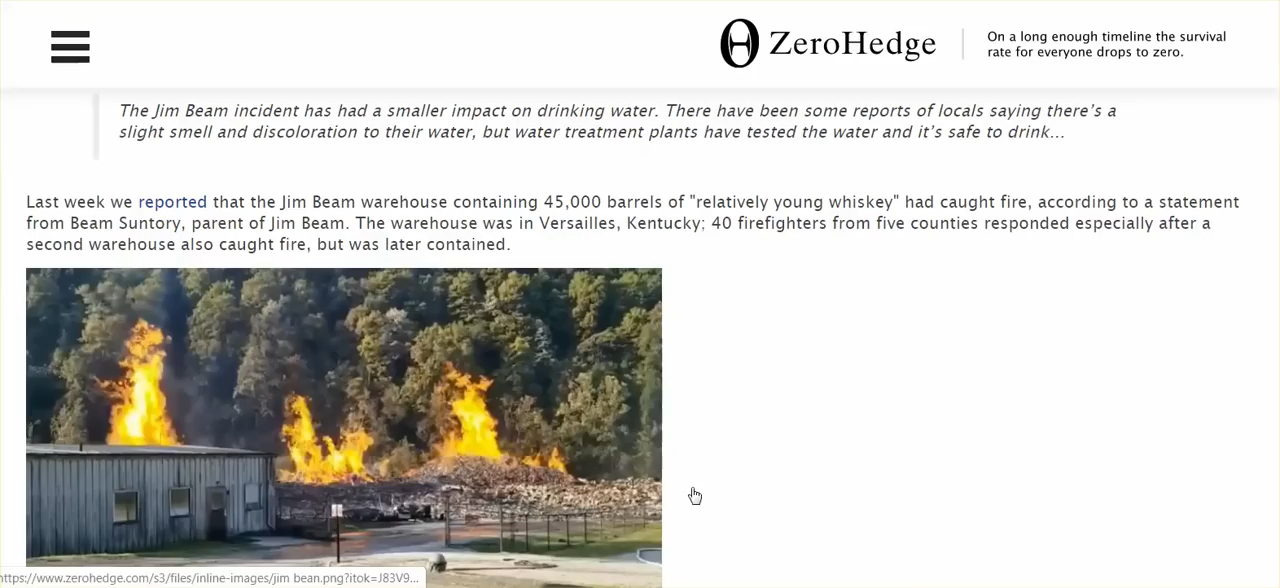 ZeroHedge
On a long enough timeline the survival
rate for everyone drops to zero.
The Jim Beam incident has had a smaller impact on drinking water. There have been some reports of locals saying there's a
slight smell and discoloration to their water, but water treatment plants have tested the water and it's safe to drink...
Last week we reported that the Jim Beam warehouse containing 45,000 barrels of "relatively young whiskey" had caught fire, according to a statement
from Beam Suntory, parent of Jim Beam. The warehouse was in Versailles, Kentucky; 40 firefighters from five counties responded especially after a
second warehouse also caught fire, but was later contained.
https://www.zerohedge.com/s3/files/inline-images/jim bean.png?itok=J83V9...